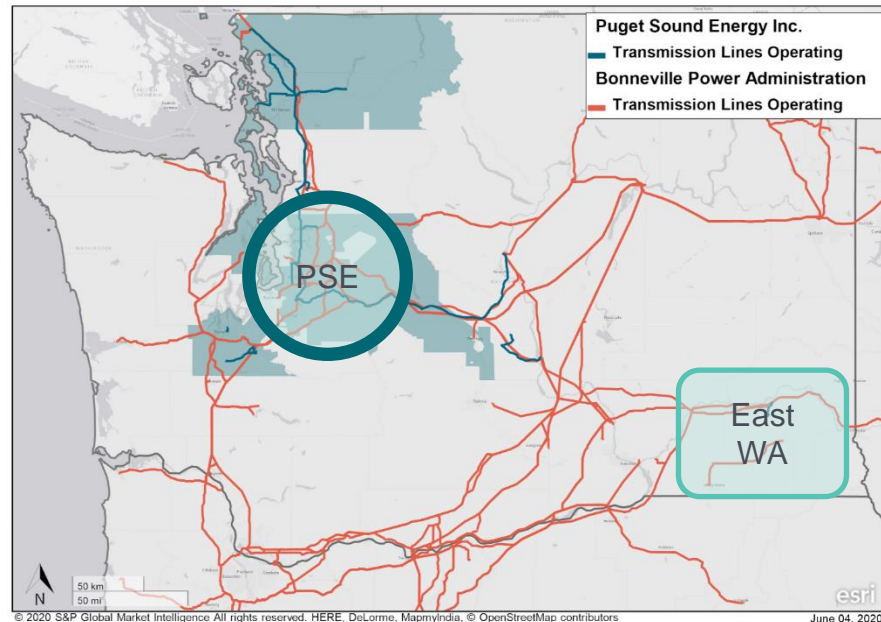 Puget Sound Energy Inc.
Transmission Lines Operating
Bonneville Power Administration
Transmission Lines Operating
PSE
East
WA
N
50 km
50 mi
esri
© 2020 S&P Global Market Intelligence All rights reserved. HERE, DeLorme, MapmyIndia, © OpenStreetMap contributors
June 04, 2020